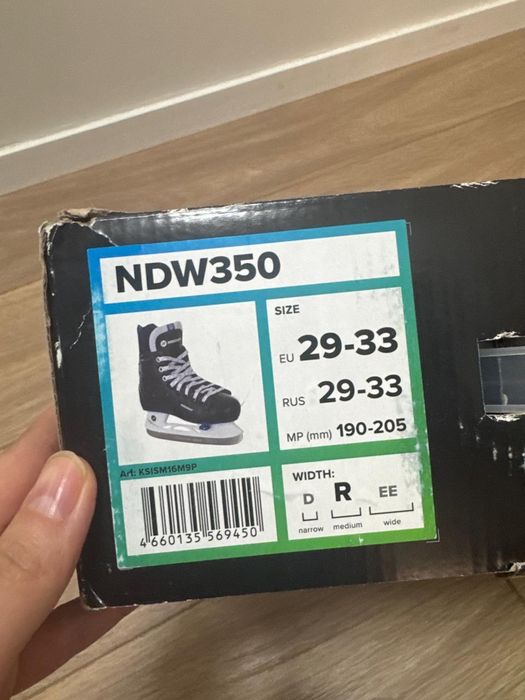 NDW350
SIZE
EU 29-33
RUS 29-33
MP (mm) 190-205
Art: KSISM16M9P
4 660135 569450
WIDTH:
D R EE
narrow medium wide